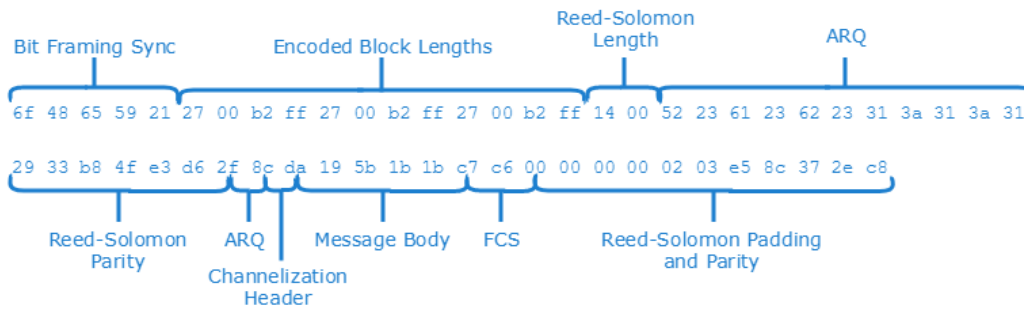 Bit Framing Sync
Encoded Block Lengths
Reed-Solomon
Length
ARQ
6f 48 65 59 21 27 00 b2 ff 27 00 b2 ff 27 00 b2 ff 14 00 52 23 61 23 62 23 31 3a 31 3a 31
29 33 b8 4f e3 d6 2f 8c da 19 5b 1b 1b c7 c6 00 00 00 00 02 03 e5 8c 37 2e c8
Reed-Solomon
Parity
ARQ
Channelization
Header
Message Body
FCS
Reed-Solomon Padding
and Parity